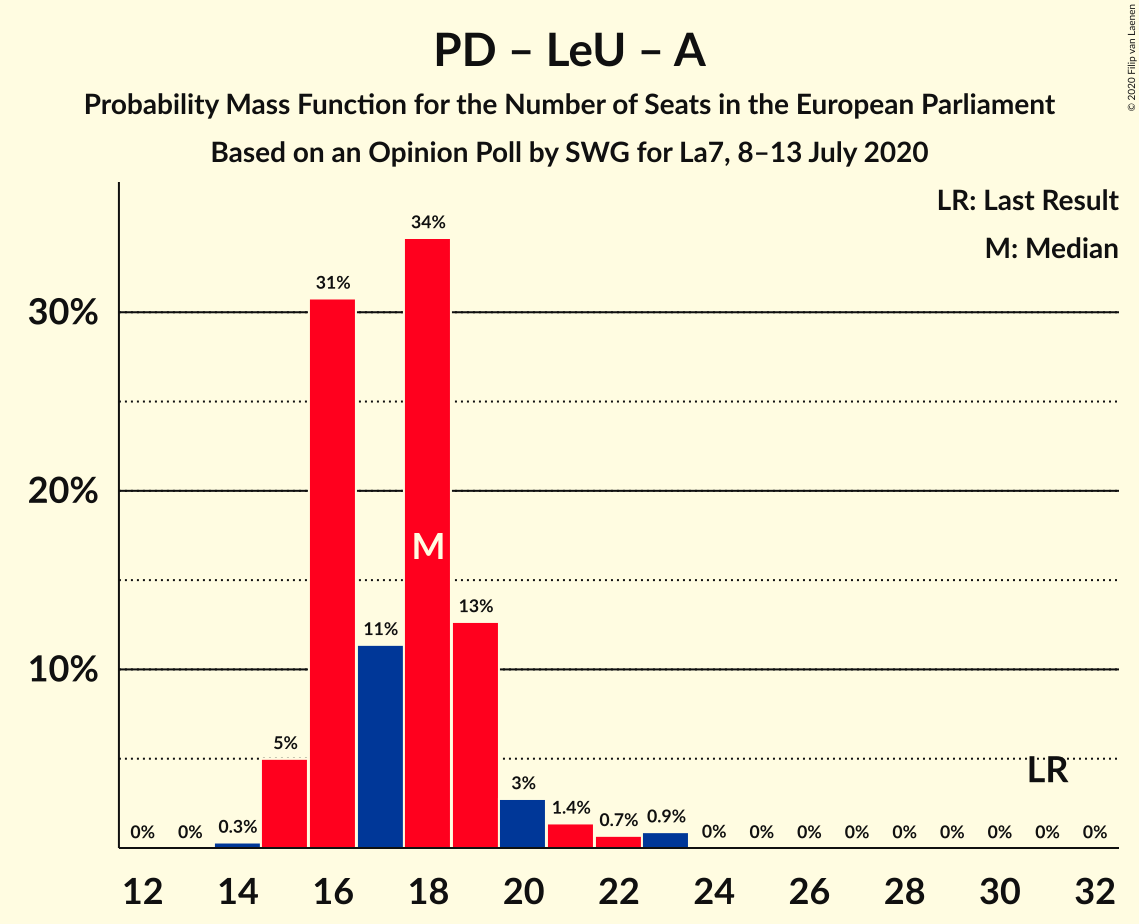 PD – LeU – A
Probability Mass Function for the Number of Seats in the European Parliament
Based on an Opinion Poll by SWG for La7, 8–13 July 2020
© 2020 Filip van Laenen
LR: Last Result
M: Median
34%
31%
30%
20%
M
13%
11%
10%
5%
LR
3%
1.4%
0.7%
0.9%
0% 0% 0.3% 0% 0% 0% 0% 0% 0% 0% 0% 0%
12 14 16 18 20 22 24 26 28 30 32